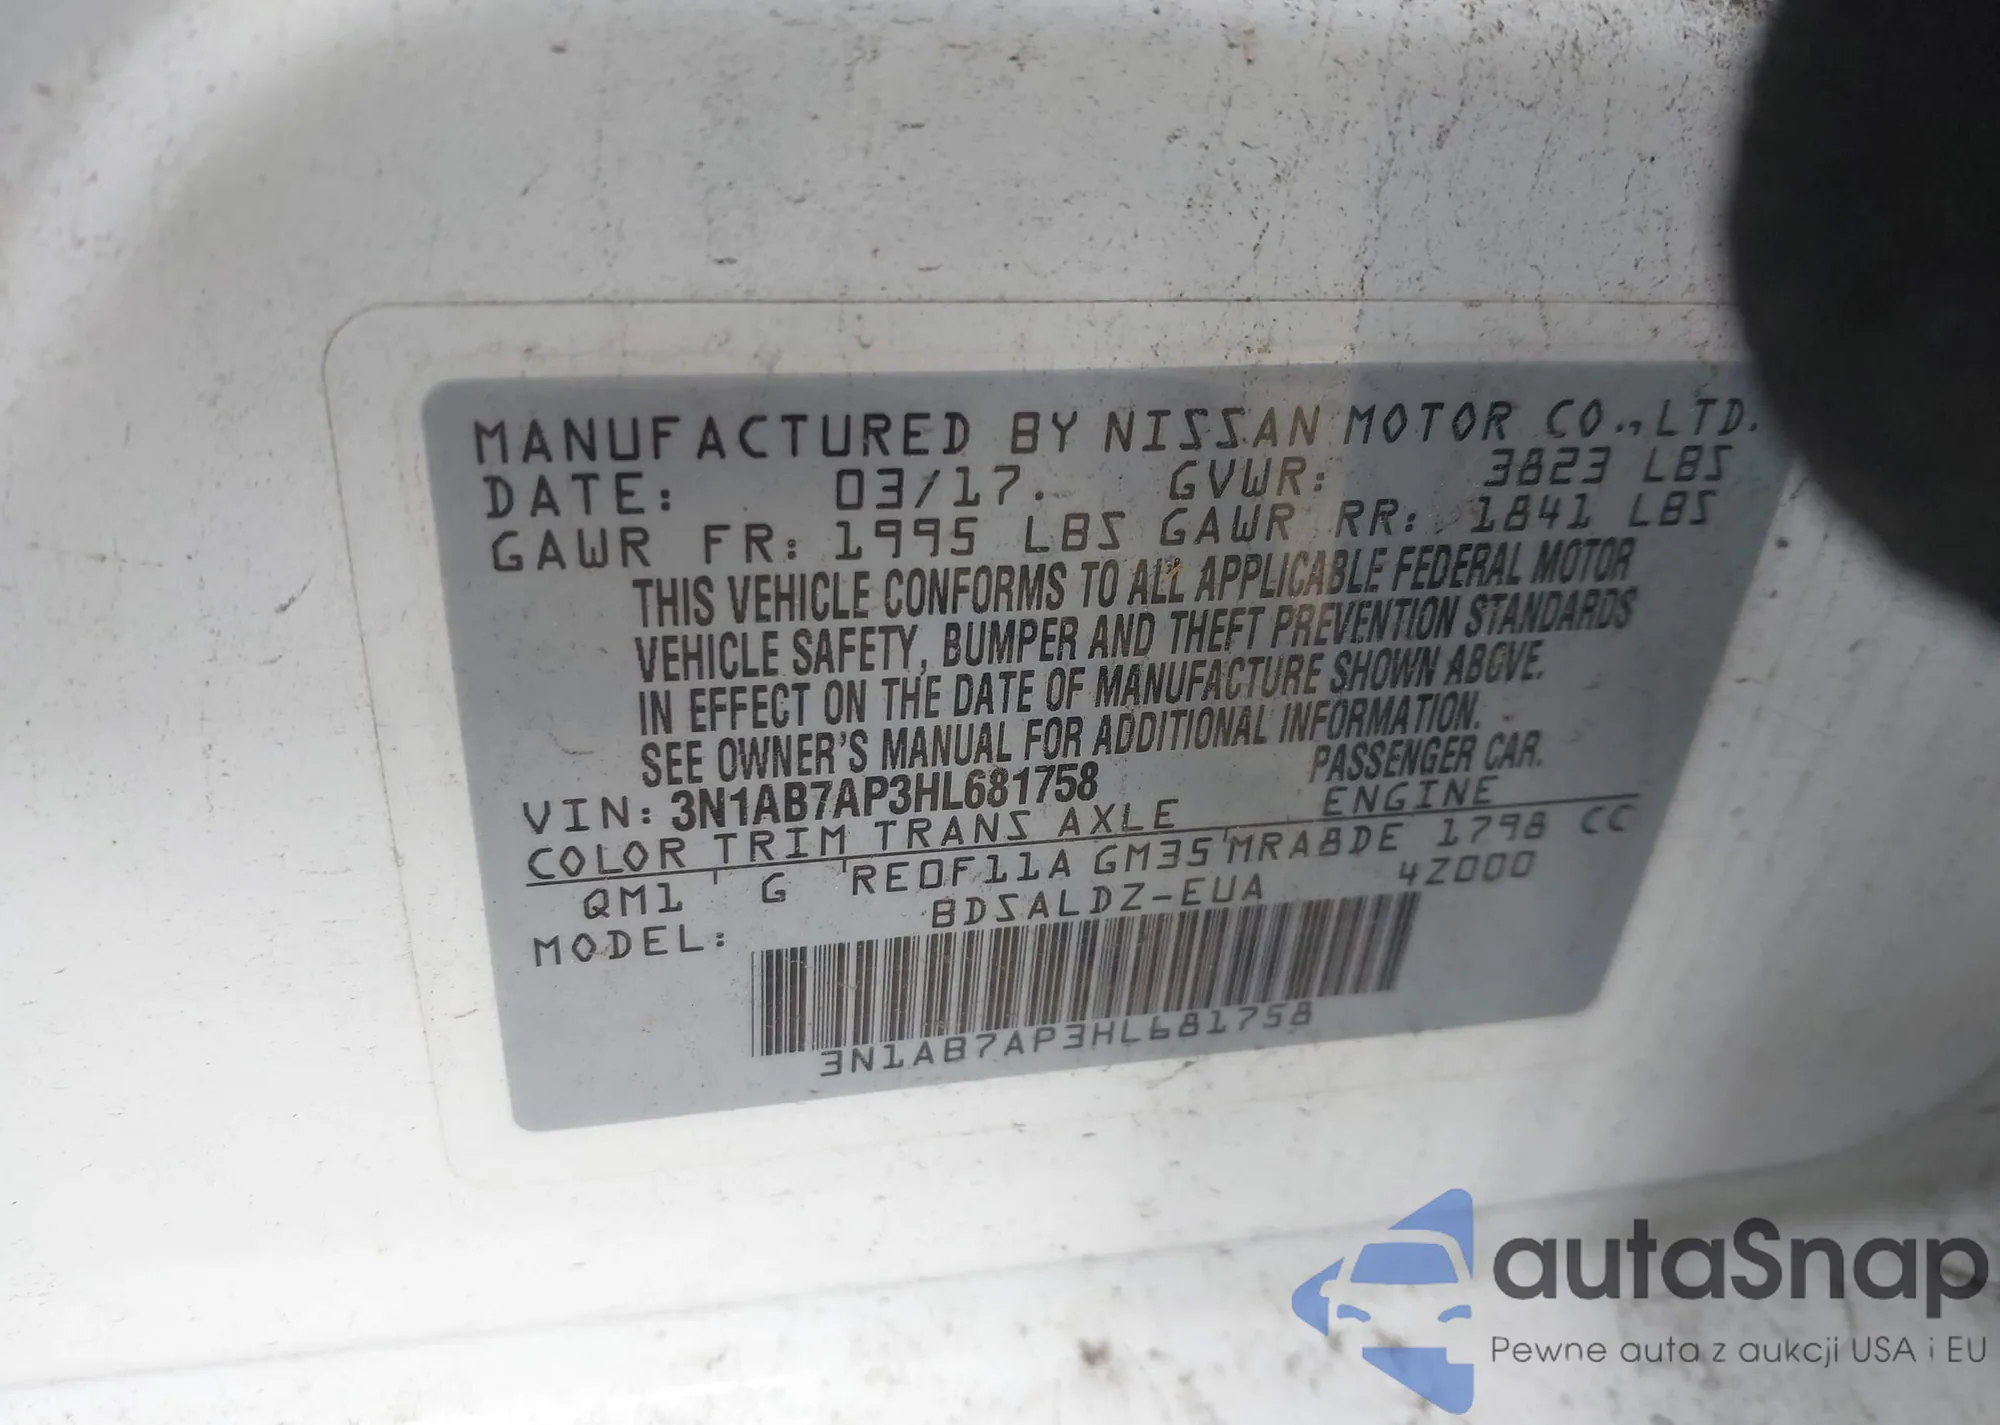 MANUFACTURED BY NISSAN MOTOR CO.,LTD.
DATE: 03/17. GVWR: 3823 LBS
GAWR FR: 1995 LBS GAWR RR: 1841 LBS
THIS VEHICLE CONFORMS TO ALL APPLICABLE FEDERAL MOTOR
VEHICLE SAFETY, BUMPER AND THEFT PREVENTION STANDARDS
IN EFFECT ON THE DATE OF MANUFACTURE SHOWN ABOVE.
SEE OWNER'S MANUAL FOR ADDITIONAL INFORMATION.
VIN: 3N1AB7AP3HL681758 PASSENGER CAR.
COLOR TRIM TRANS AXLE ENGINE
QM1 G RE0F11A GM35 MRA8DE 1798 CC
MODEL: BDSALDZ-EUA 4Z000
3N1AB7AP3HL681758
autaSnap
Pewne auta z aukcji USA i EU